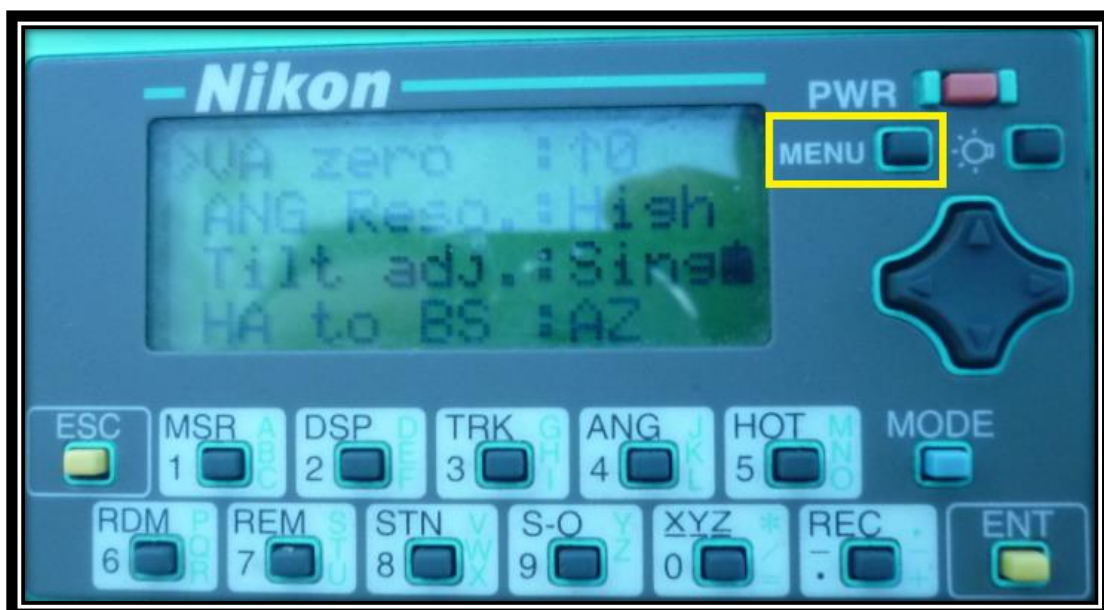 Nikon
PWR
MENU
>VA zero :↑0
ANG Reso.:High
Tilt adj.:Sing
HA to BS :AZ
ESC
MSR ABC
1
DSP DEF
2
TRK GHI
3
ANG JKL
4
HOT MNO
5
MODE
RDM PQR
6
REM STU
7
STN VWX
8
S-O YZ
9
XYZ */=
0
REC .-+
-.
ENT